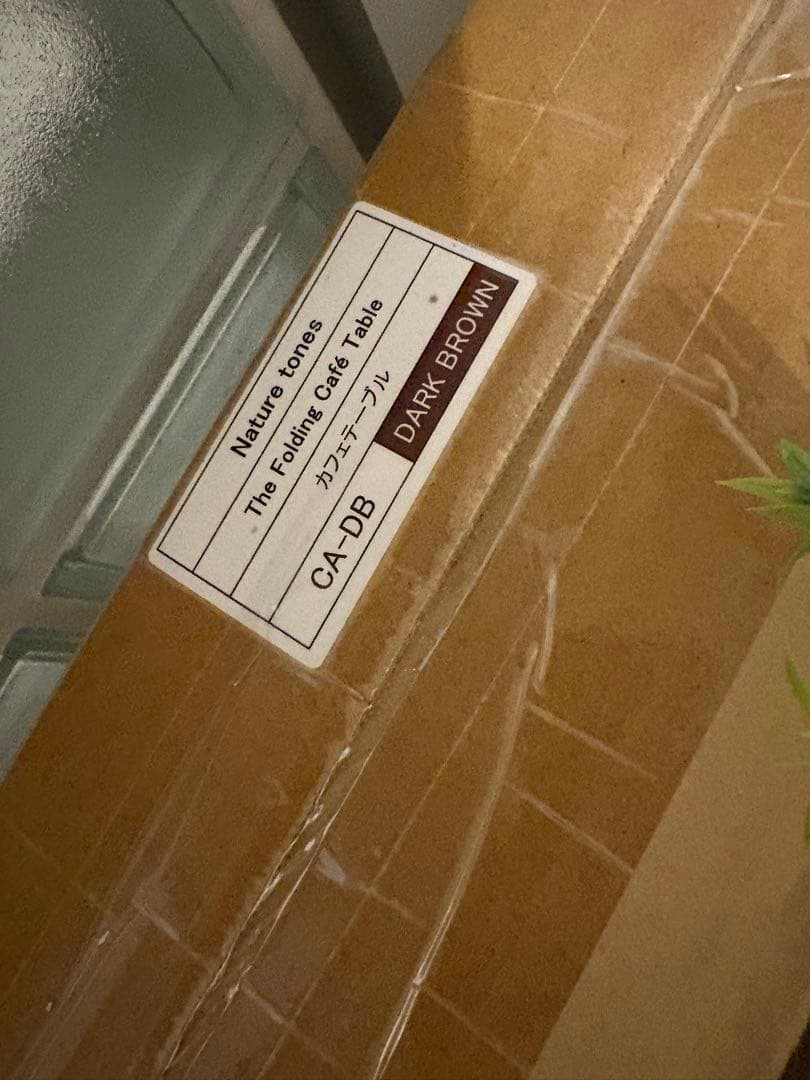 Nature tones
The Folding Café Table
カフェテーブル
CA-DB DARK BROWN